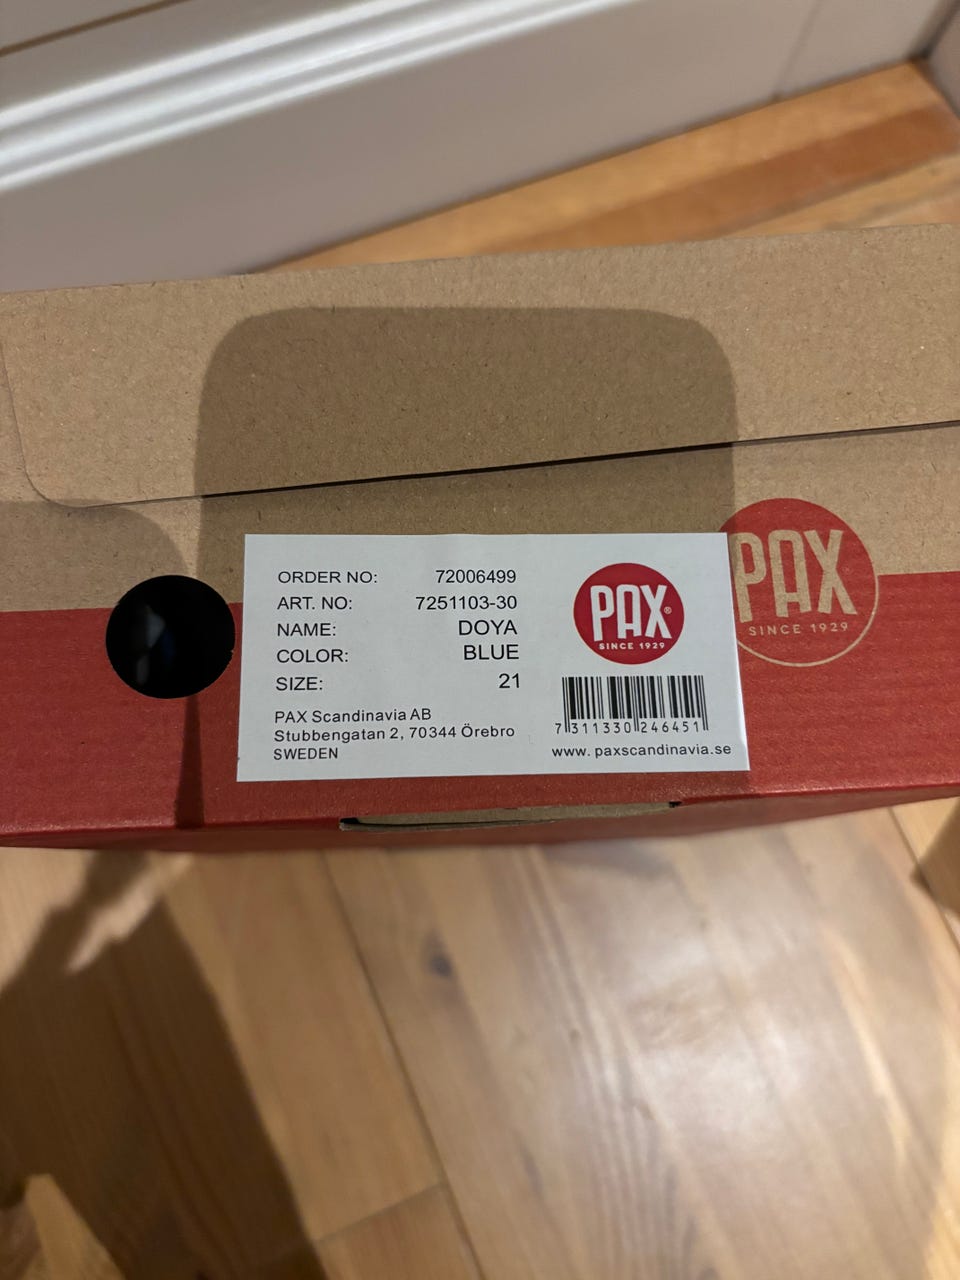 ORDER NO: 72006499
ART. NO: 7251103-30
NAME: DOYA
COLOR: BLUE
SIZE: 21
PAX Scandinavia AB
Stubbengatan 2, 70344 Örebro
SWEDEN
PAX®
SINCE 1929
7 311330 246451
www. paxscandinavia.se
PAX
SINCE 1929